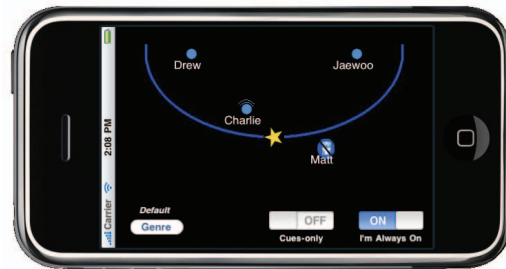 Carrier 2:08 PM
Drew
Jaewoo
Charlie
Matt
Default
Genre
OFF
Cues-only
ON
I'm Always On